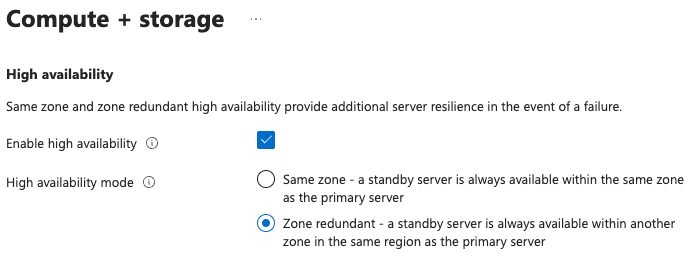 Compute + storage ...
High availability
Same zone and zone redundant high availability provide additional server resilience in the event of a failure.
Enable high availability
High availability mode
Same zone - a standby server is always available within the same zone
as the primary server
Zone redundant - a standby server is always available within another
zone in the same region as the primary server